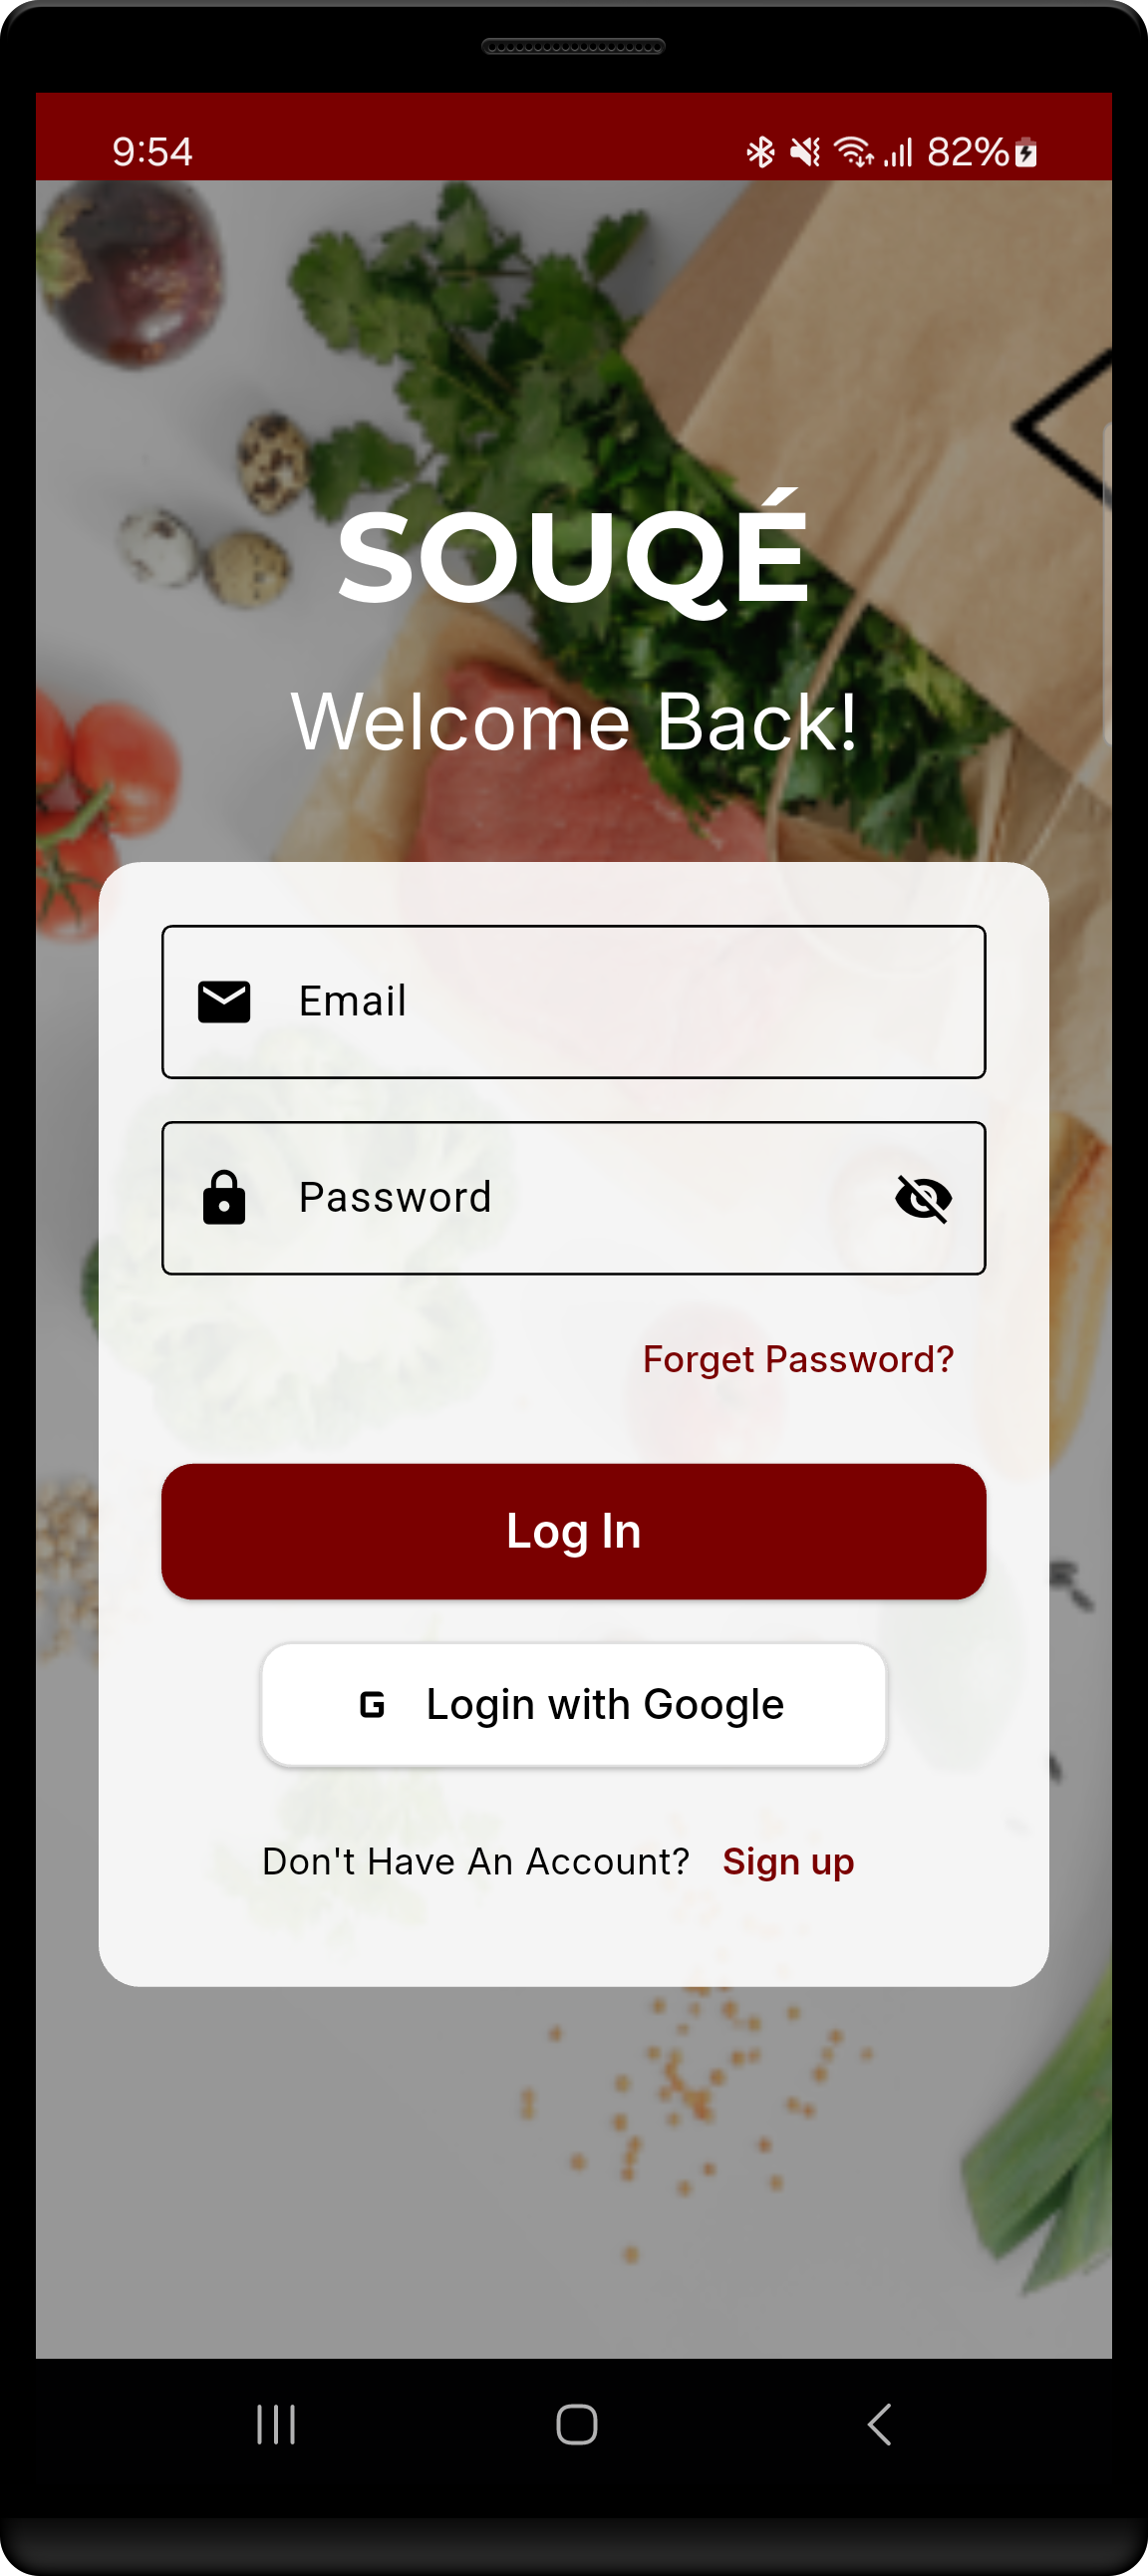 9:54 82%
SOUQÉ
Welcome Back!
Email
Password
Forget Password?
Log In
G Login with Google
Don't Have An Account? Sign up